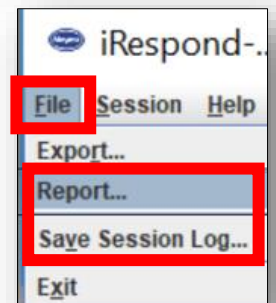 iRespond-..
File Session Help
Export...
Report...
Save Session Log...
Exit